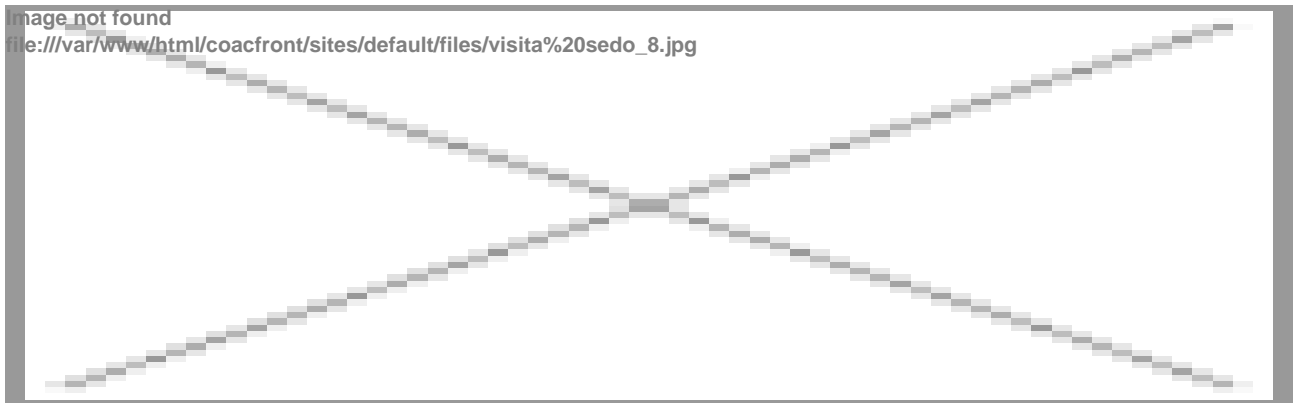 Image not found
file:///var/www/html/coacfront/sites/default/files/visita%20sedo_8.jpg